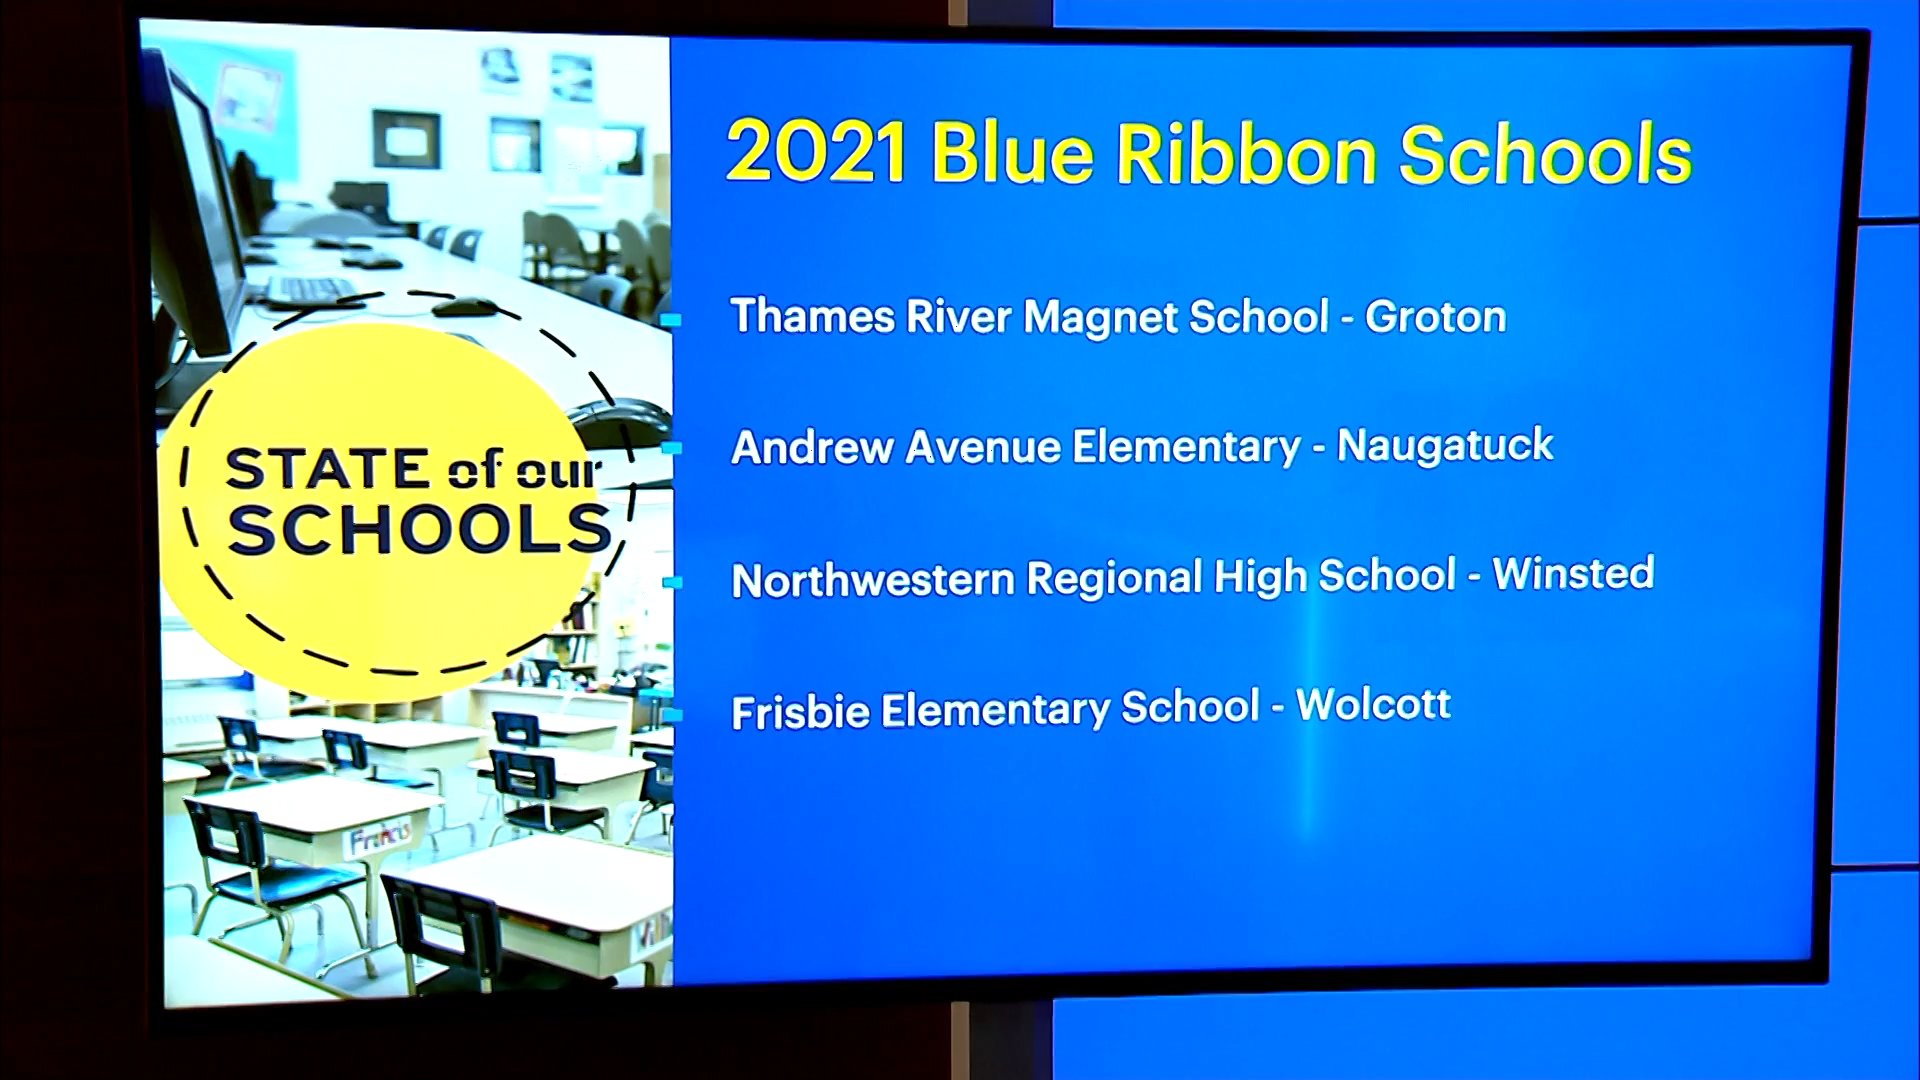 2021 Blue Ribbon Schools
Thames River Magnet School - Groton
Andrew Avenue Elementary - Naugatuck
Northwestern Regional High School - Winsted
Frisbie Elementary School - Wolcott
STATE of our
SCHOOLS
Francis